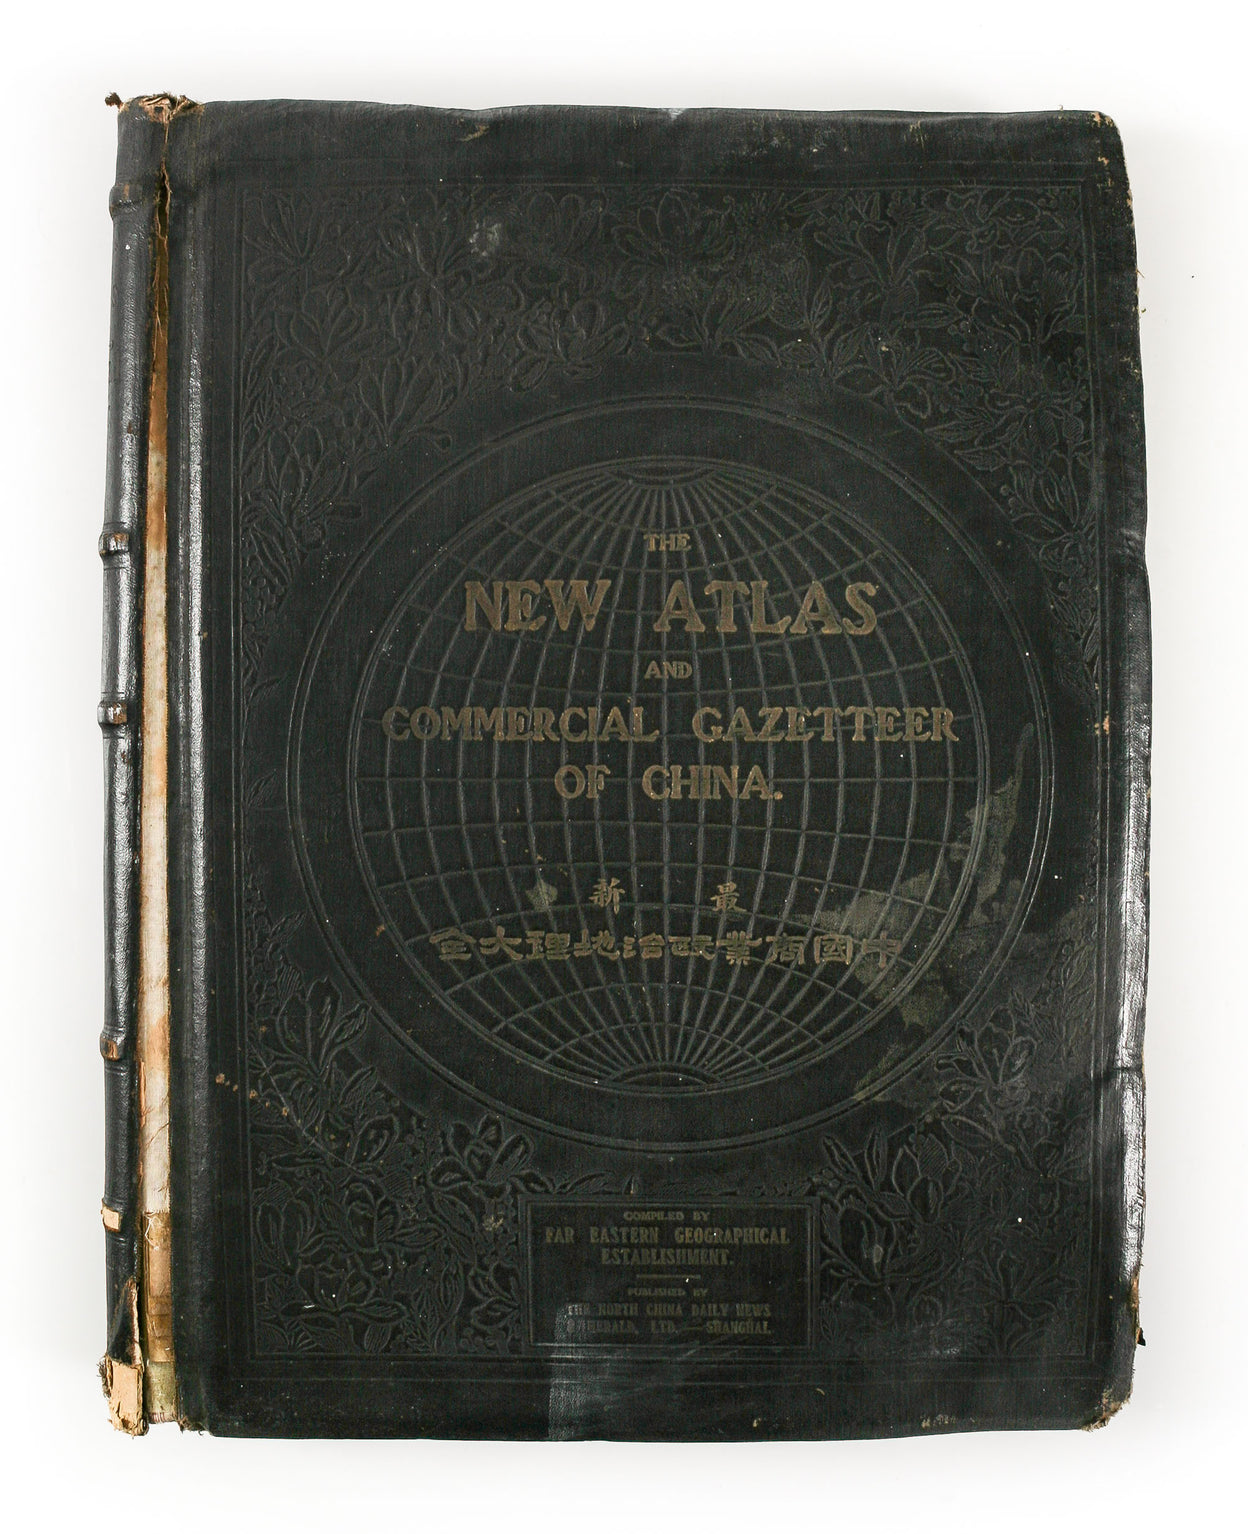 THE
NEW ATLAS
AND
COMMERCIAL GAZETTEER
OF CHINA.
最新
中國商業政治地理大全
COMPILED BY
FAR EASTERN GEOGRAPHICAL
ESTABLISHMENT.
PUBLISHED BY
THE NORTH CHINA DAILY NEWS
& HERALD, LTD. — SHANGHAI.